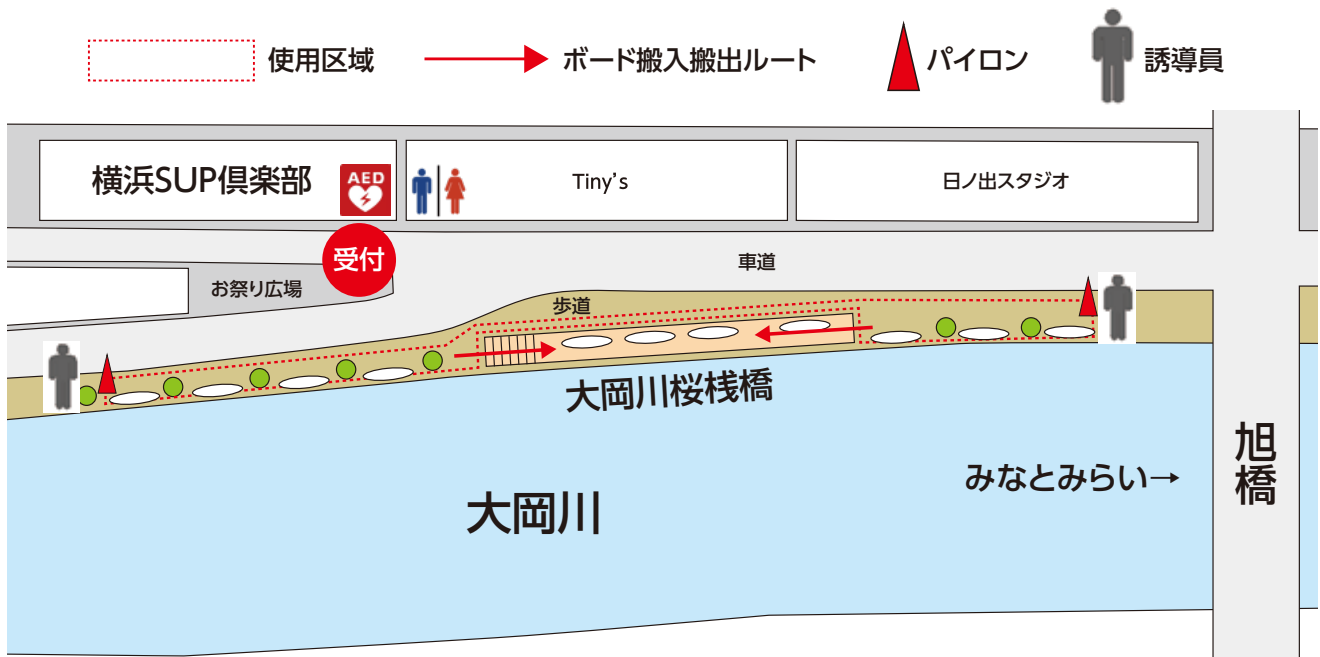 使用区域
ボード搬入搬出ルート
パイロン
誘導員
横浜SUP倶楽部
AED
Tiny's
日ノ出スタジオ
受付
車道
お祭り広場
歩道
大岡川桜桟橋
旭橋
みなとみらい→
大岡川